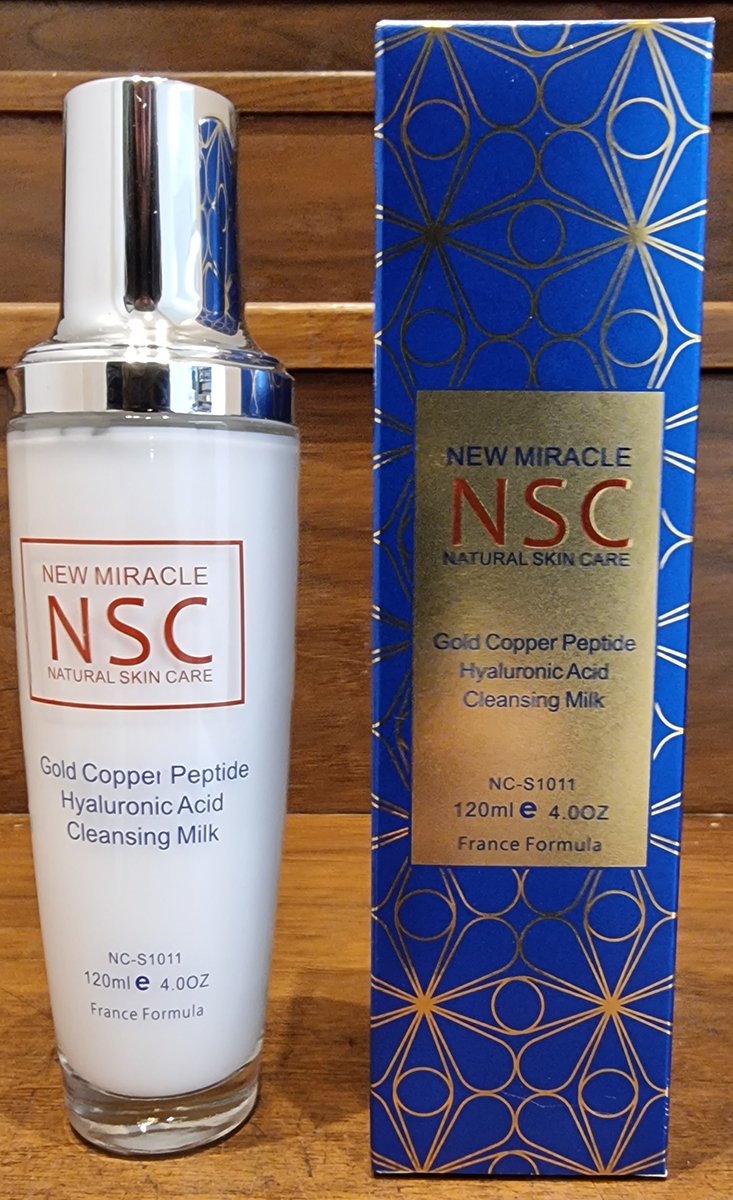 NEW MIRACLE
NSC
NATURAL SKIN CARE
Gold Copper Peptide
Hyaluronic Acid
Cleansing Milk
NC-S1011
120ml e 4.0OZ
France Formula
NEW MIRACLE
NSC
NATURAL SKIN CARE
Gold Copper Peptide
Hyaluronic Acid
Cleansing Milk
NC-S1011
120ml e 4.0OZ
France Formula